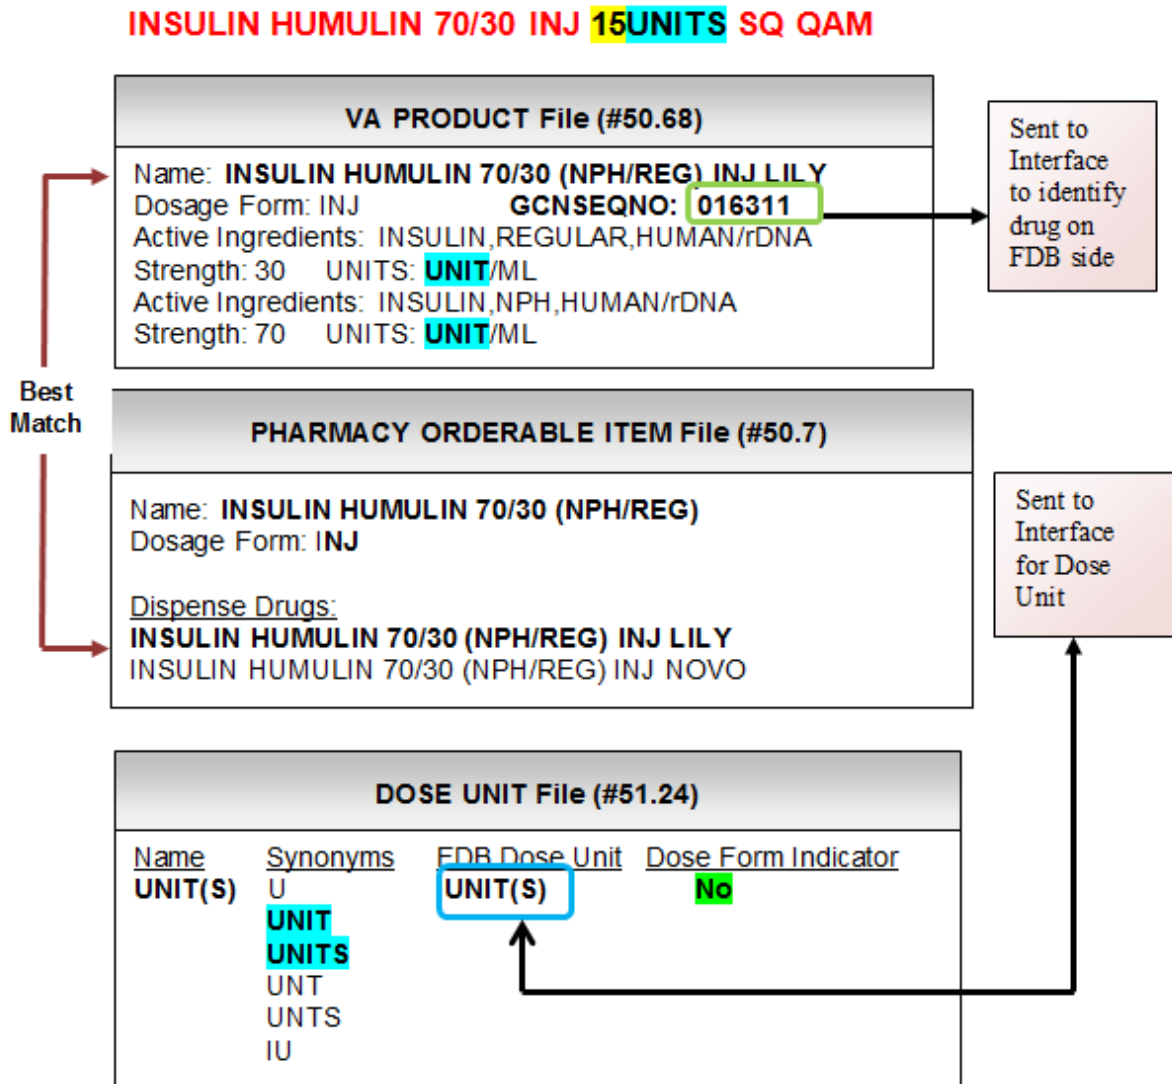 INSULIN HUMULIN 70/30 INJ 15UNITS SQ QAM
VA PRODUCT File (#50.68)
Name: INSULIN HUMULIN 70/30 (NPH/REG) INJ LILY
Dosage Form: INJ GCNSEQNO: 016311
Active Ingredients: INSULIN,REGULAR,HUMAN/rDNA
Strength: 30 UNITS: UNIT/ML
Active Ingredients: INSULIN,NPH,HUMAN/rDNA
Strength: 70 UNITS: UNIT/ML
Sent to
Interface
to identify
drug on
FDB side
Best
Match
PHARMACY ORDERABLE ITEM File (#50.7)
Name: INSULIN HUMULIN 70/30 (NPH/REG)
Dosage Form: INJ
Dispense Drugs:
INSULIN HUMULIN 70/30 (NPH/REG) INJ LILY
INSULIN HUMULIN 70/30 (NPH/REG) INJ NOVO
Sent to
Interface
for Dose
Unit
DOSE UNIT File (#51.24)
Name Synonyms FDB Dose Unit Dose Form Indicator
UNIT(S) U UNIT(S) No
UNIT
UNITS
UNT
UNTS
IU